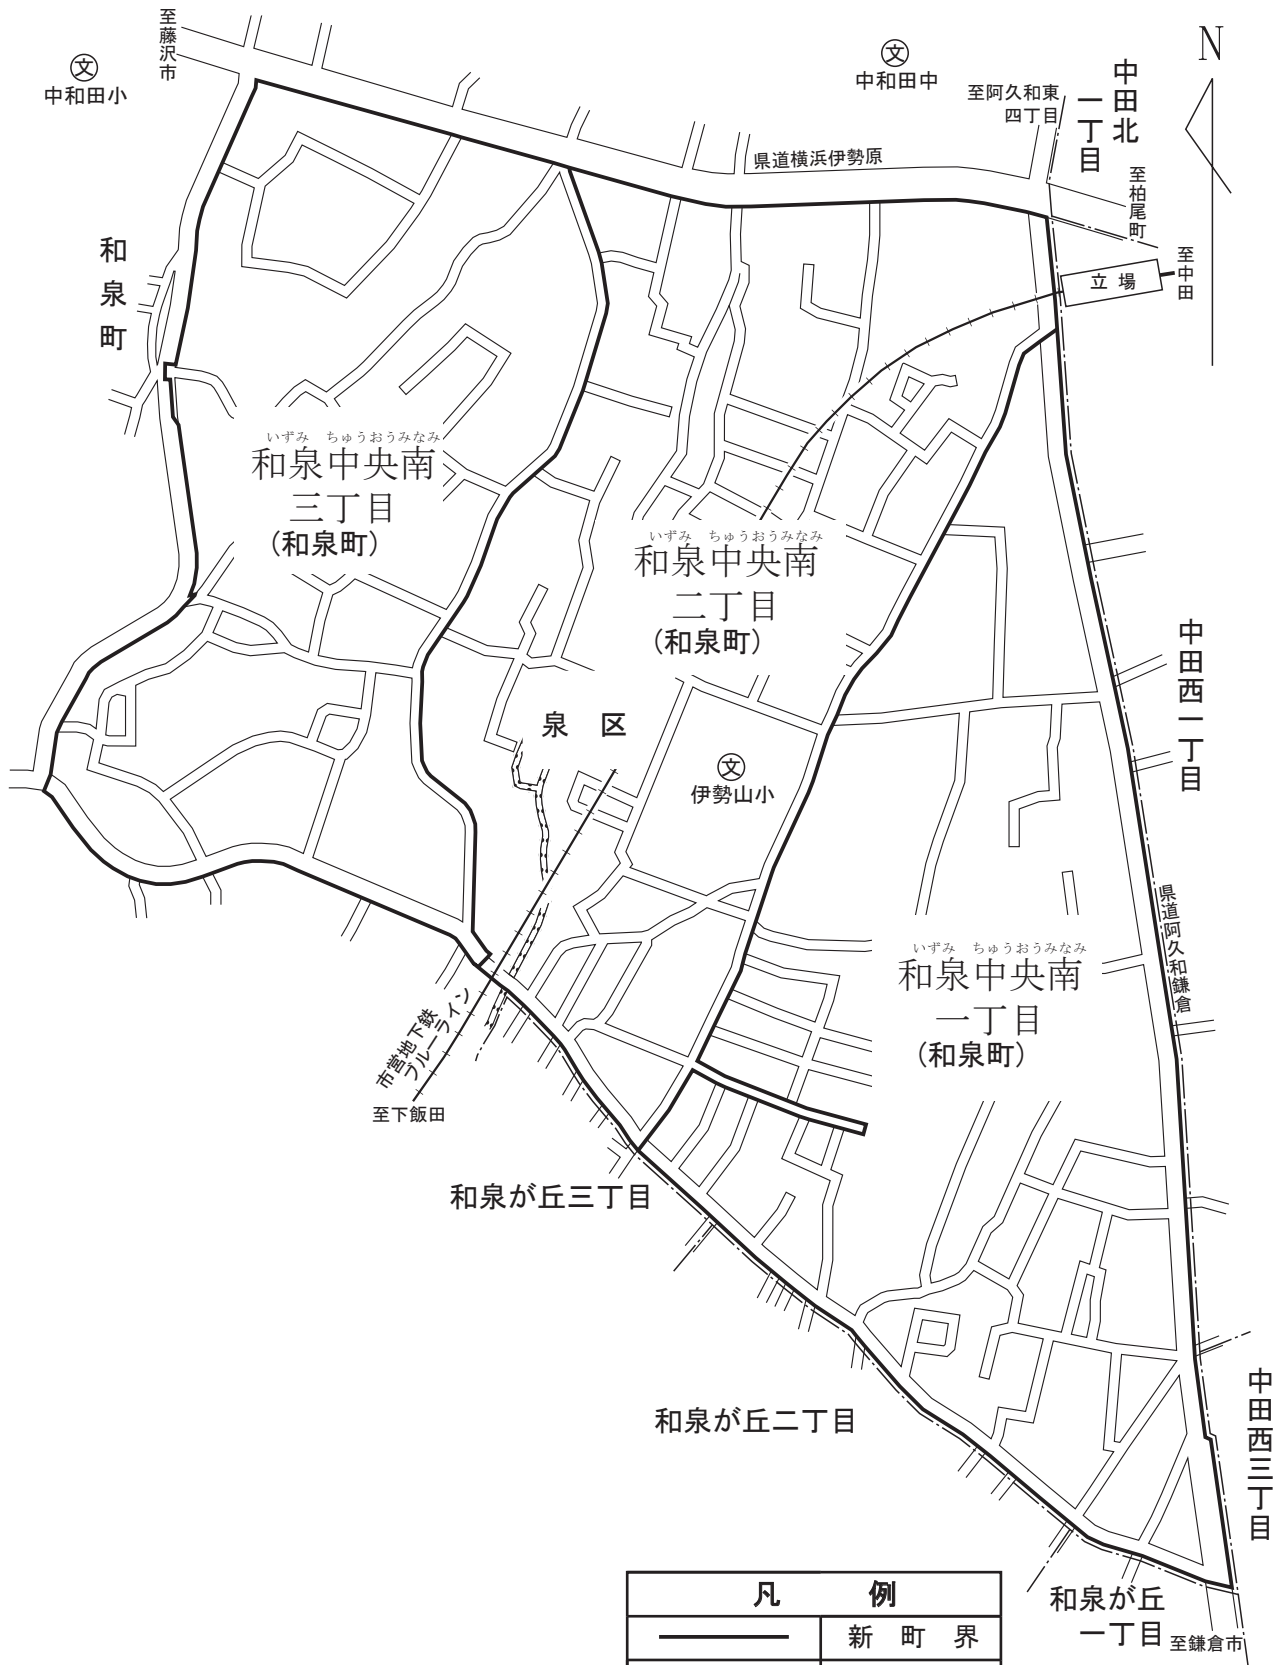 至藤沢市
文
中和田小
文
中和田中
N
至阿久和東
四丁目
中田北
一丁目
県道横浜伊勢原
至柏尾町
和泉町
至中田
立場
いずみ ちゅうおうみなみ
和泉中央南
三丁目
(和泉町)
いずみ ちゅうおうみなみ
和泉中央南
二丁目
(和泉町)
中田西一丁目
泉区
文
伊勢山小
県道阿久和鎌倉
いずみ ちゅうおうみなみ
和泉中央南
一丁目
(和泉町)
市営地下鉄
ブルーライン
至下飯田
和泉が丘三丁目
和泉が丘二丁目
中田西三丁目
和泉が丘
一丁目
至鎌倉市
凡例
新町界